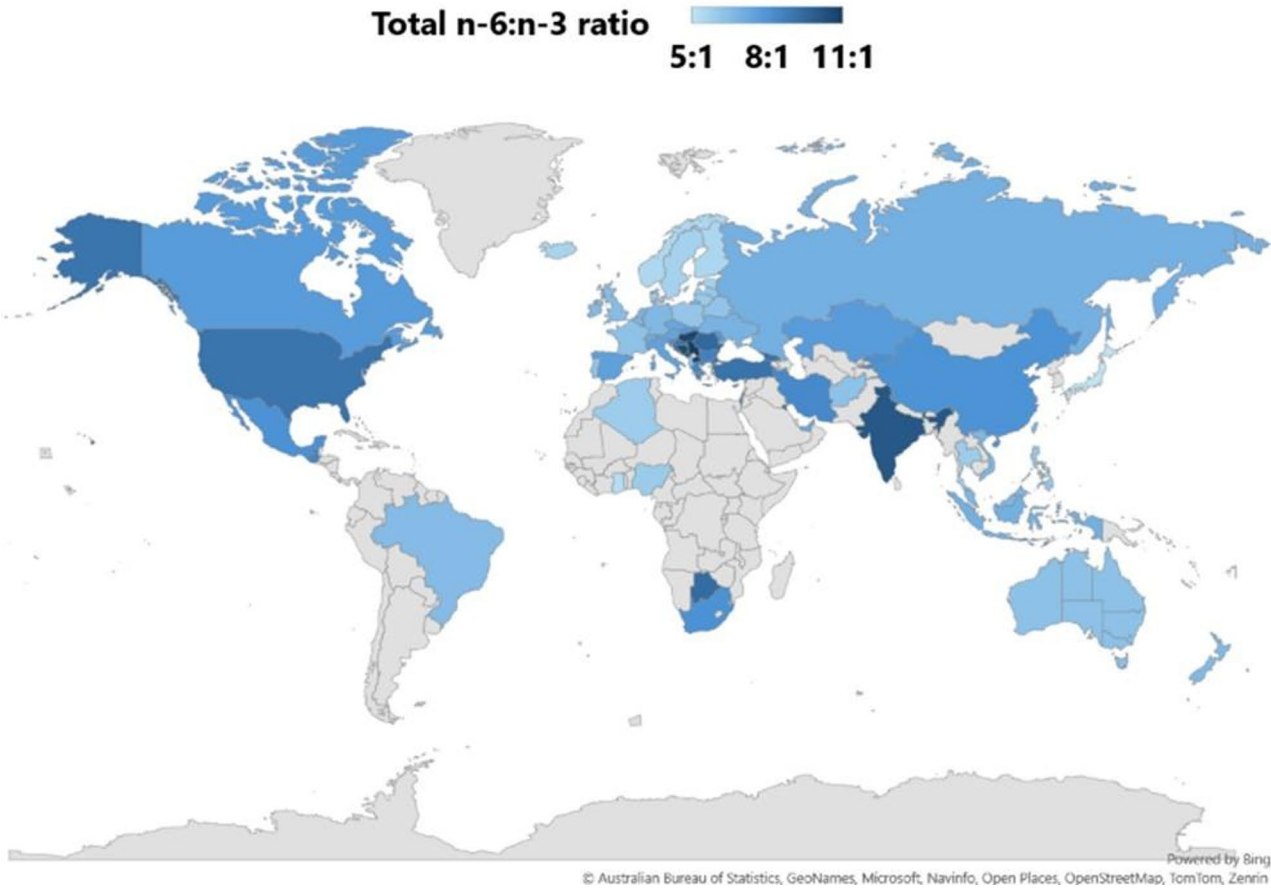 Total n-6:n-3 ratio
5:1 8:1 11:1
Powered by Bing
© Australian Bureau of Statistics, GeoNames, Microsoft, Navinfo, Open Places, OpenStreetMap, TomTom, Zenrin